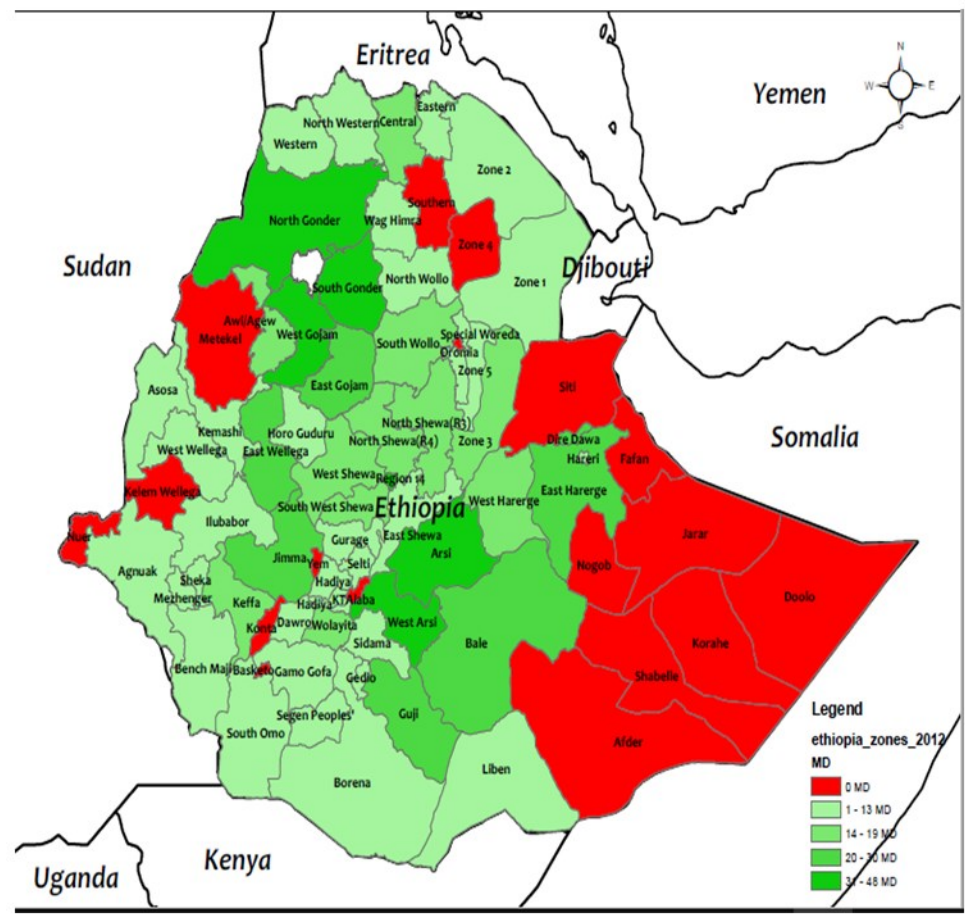 Eritrea
Yemen
N
W E
S
Sudan
Djibouti
Somalia
Ethiopia
Uganda
Kenya
North Western
Central
Eastern
Western
Zone 2
Southern
North Gonder
Wag Himra
Zone 4
Zone 1
South Gonder
North Wollo
Awi/Agew
Metekel
West Gojam
South Wollo
Special Woreda
Oromia
Zone 5
Asosa
East Gojam
Siti
Kemashi
Horo Guduru
North Shewa(R3)
North Shewa(R4)
Zone 3
Dire Dawa
Hareri
Fafan
West Wellega
East Wellega
West Shewa
Region 14
Kelem Wellega
South West Shewa
West Harerge
East Harerge
Nuer
Ilubabor
Gurage
East Shewa
Arsi
Jarar
Agnuak
Jimma
Yem
Selti
Nogob
Sheka
Hadiya
Mezhenger
Keffa
Hadiya
KT
Alaba
Doolo
Konta
Dawro
Wolayita
West Arsi
Sidama
Bale
Korahe
Bench Maji
Basketo
Gamo Gofa
Gedio
Shabelle
Segen Peoples'
Guji
South Omo
Afder
Borena
Liben
Legend
ethiopia_zones_2012
MD
0 MD
1 - 13 MD
14 - 19 MD
20 - 30 MD
31 - 48 MD